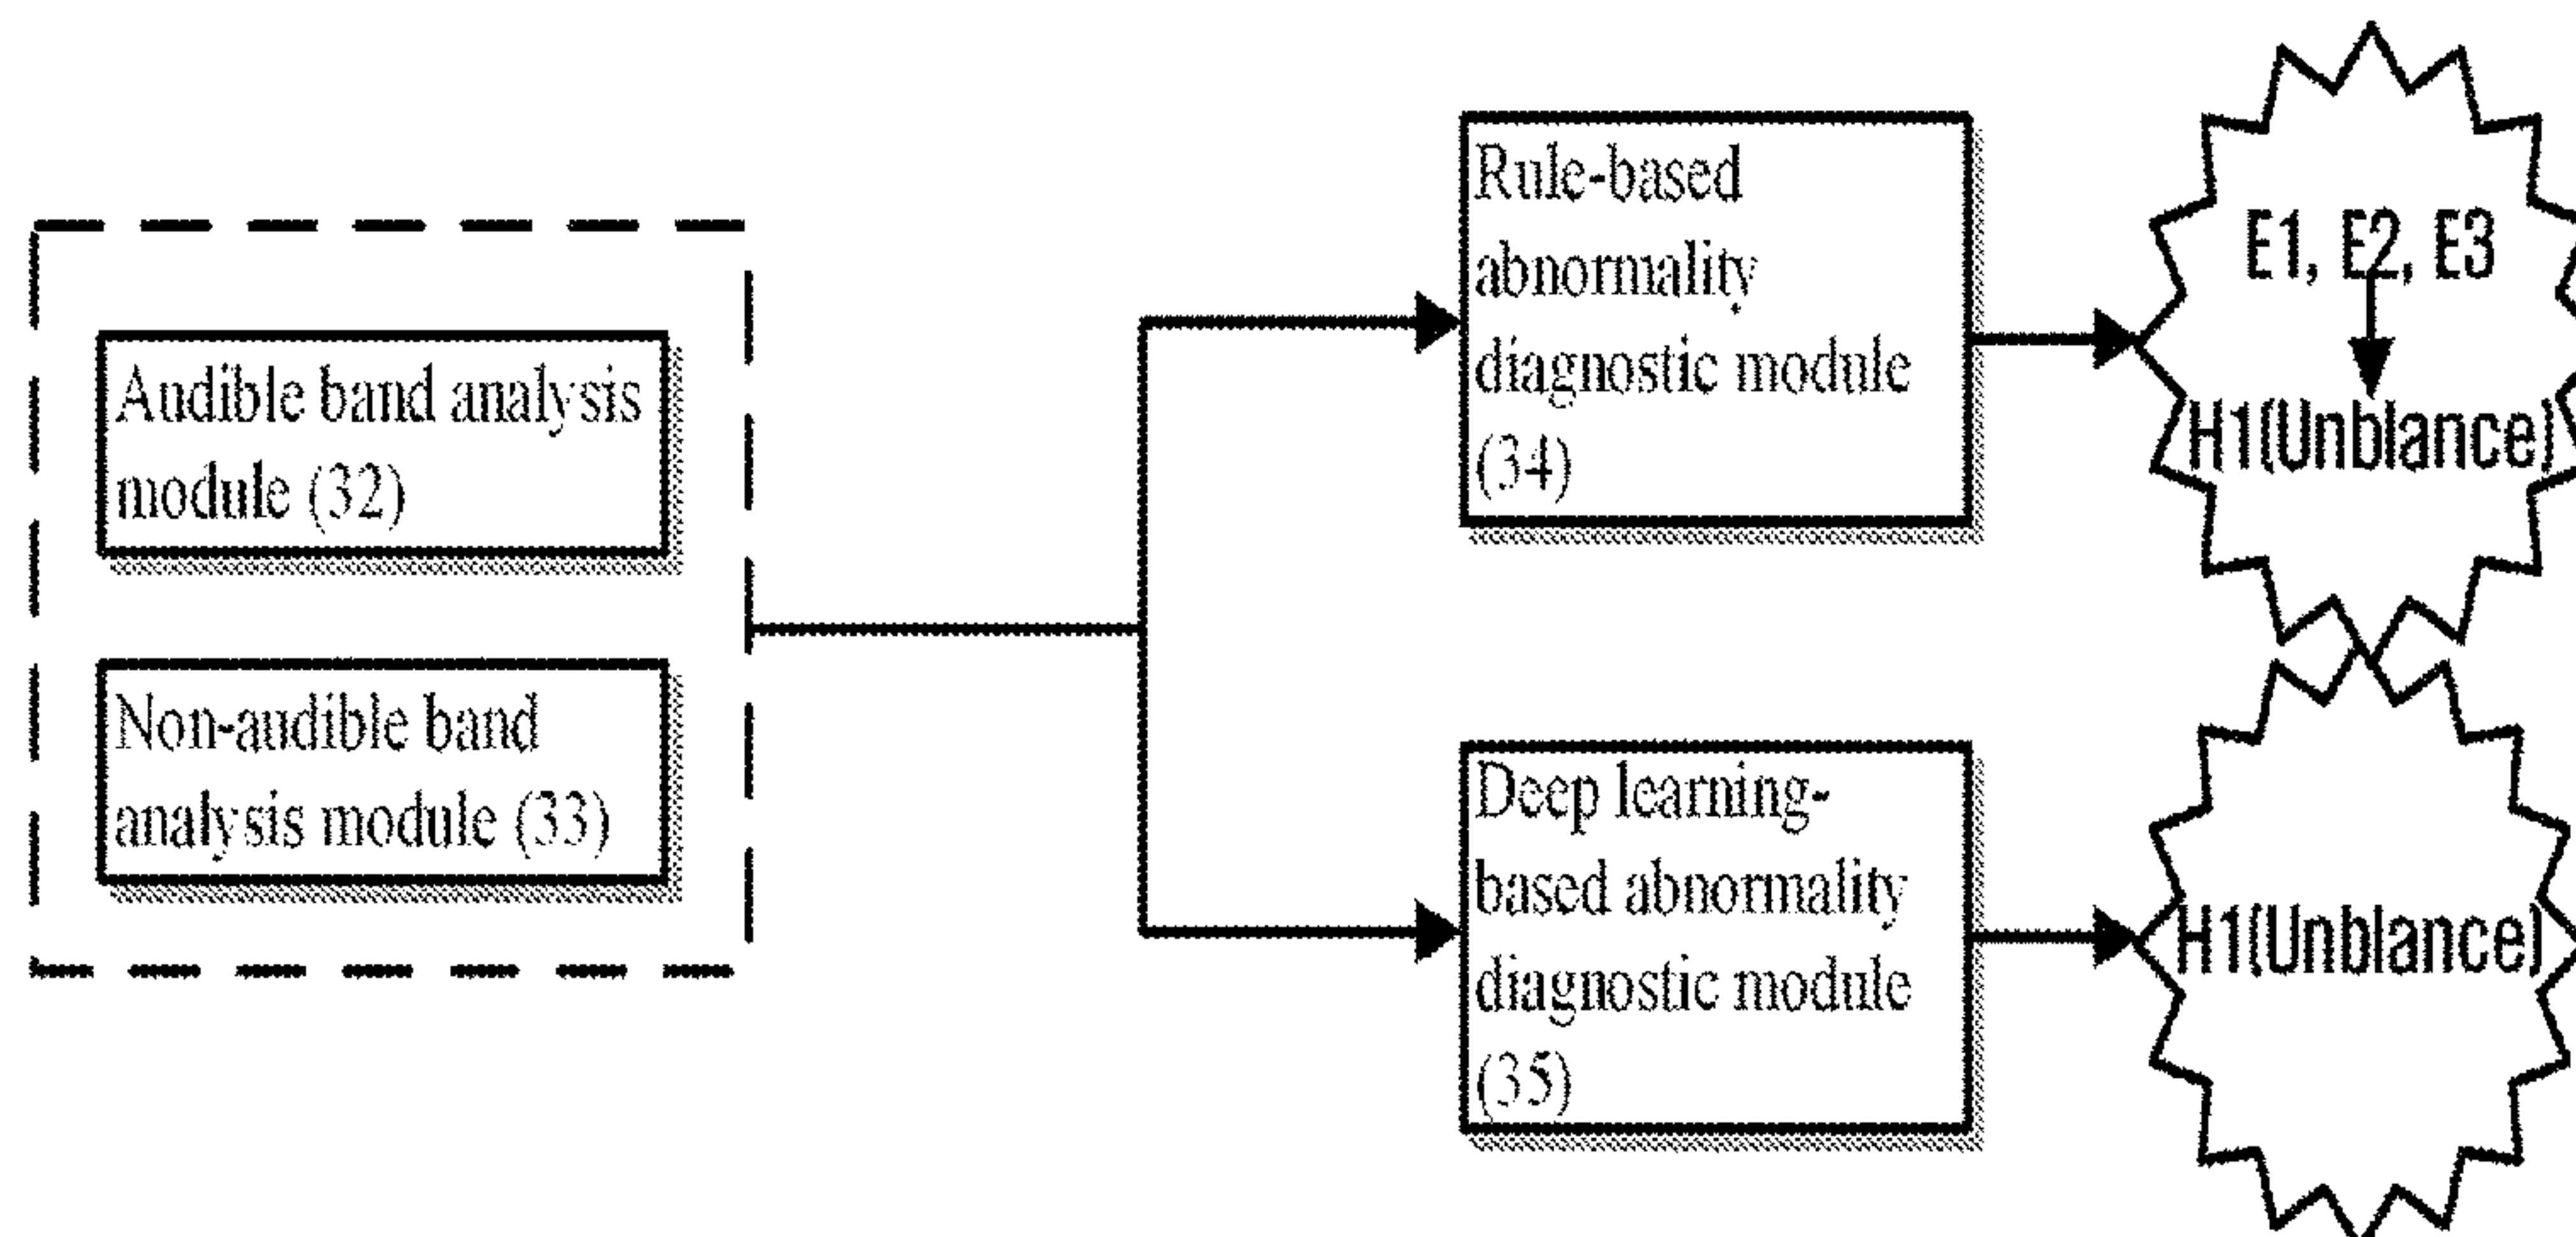 Audible band analysis
module (32)
Non-audible band
analysis module (33)
Rule-based
abnormality
diagnostic module
(34)
Deep learning-
based abnormality
diagnostic module
(35)
E1, E2, E3
H1(Unblance)
H1(Unblance)